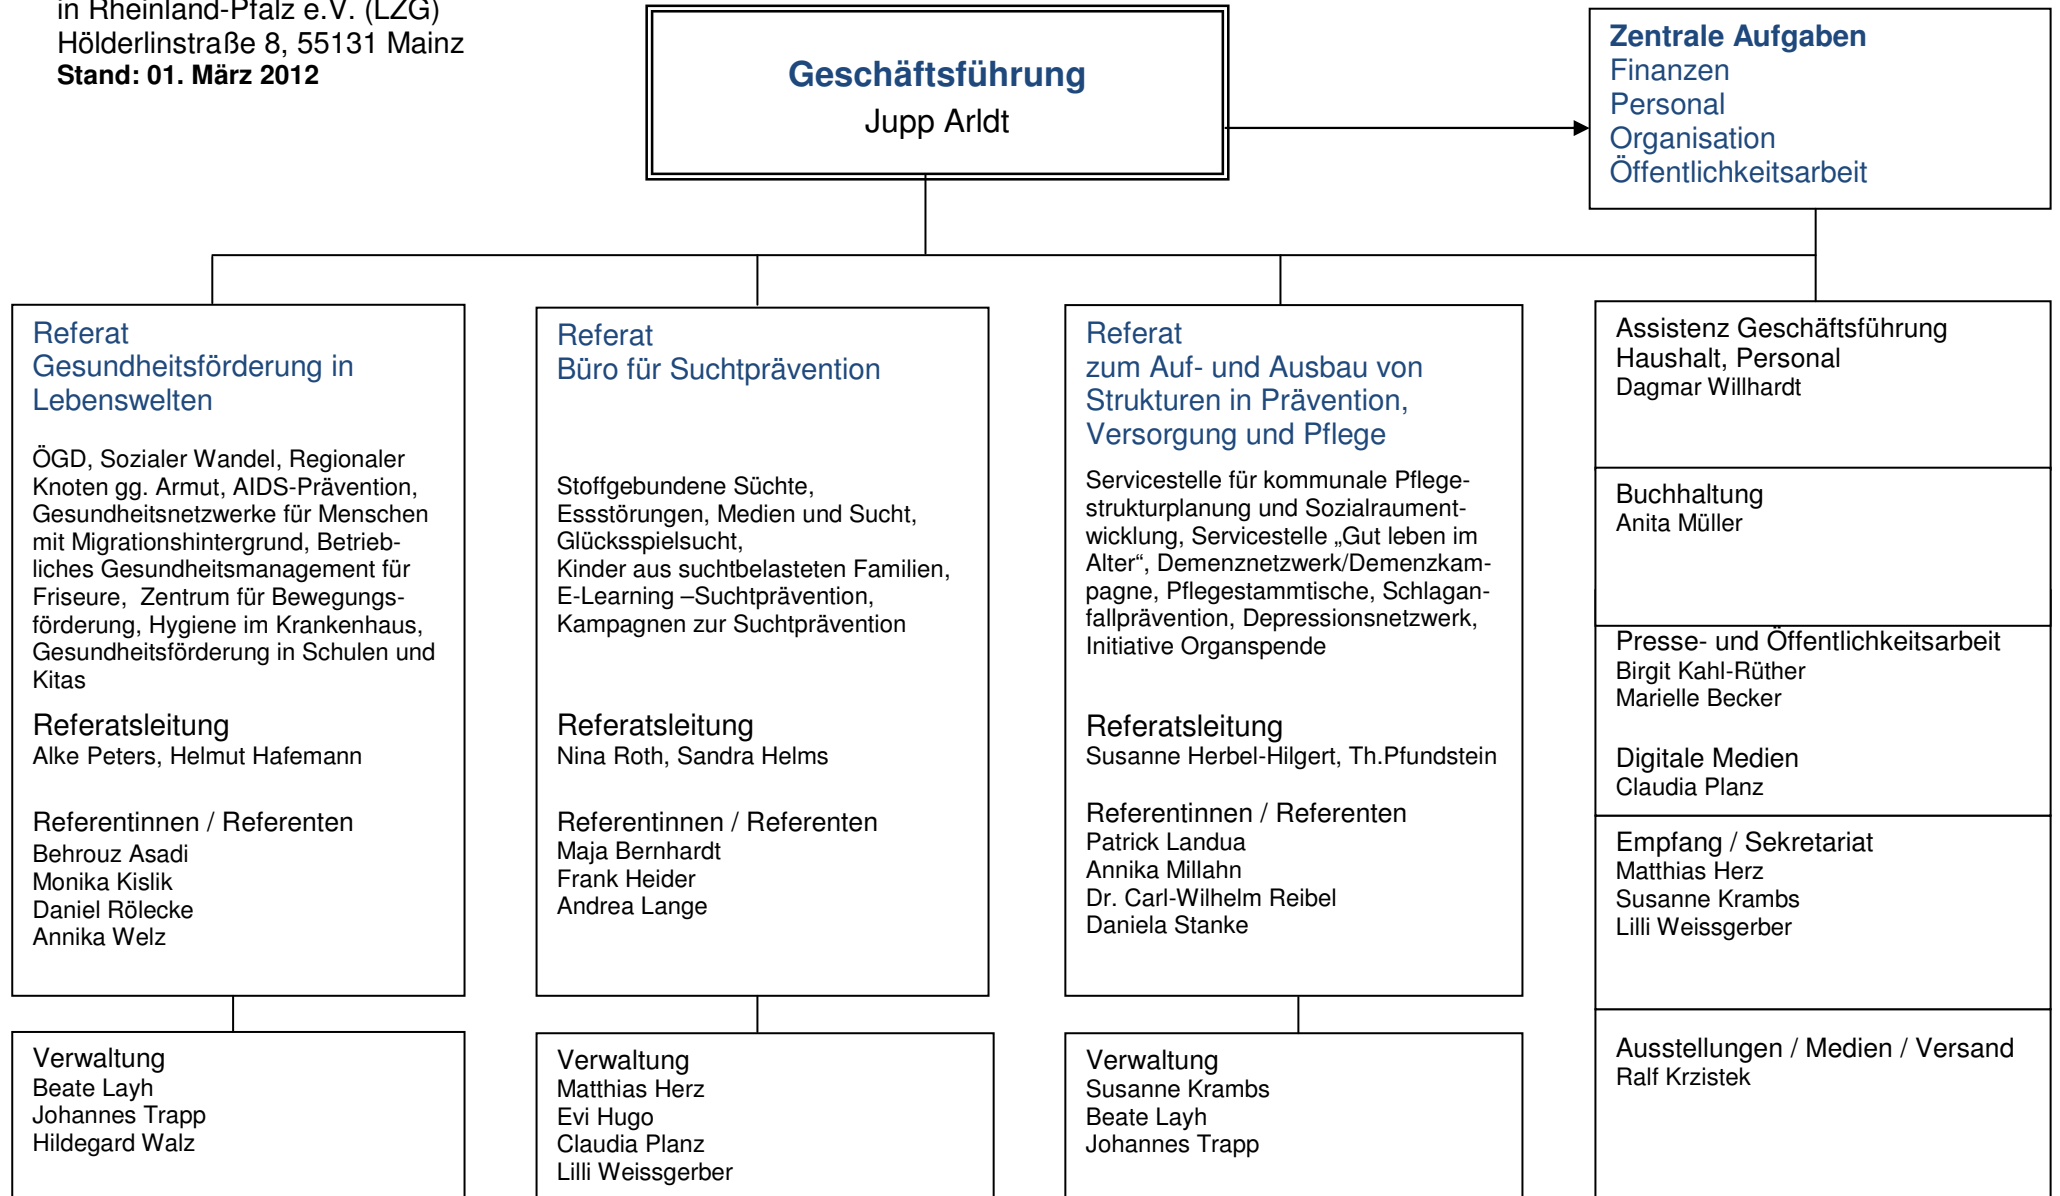 in Rheinland-Pfalz e.V. (LZG)
Hölderlinstraße 8, 55131 Mainz
Stand: 01. März 2012
Geschäftsführung
Jupp Arldt
Zentrale Aufgaben
Finanzen
Personal
Organisation
Öffentlichkeitsarbeit
Referat
Gesundheitsförderung in
Lebenswelten
ÖGD, Sozialer Wandel, Regionaler
Knoten gg. Armut, AIDS-Prävention,
Gesundheitsnetzwerke für Menschen
mit Migrationshintergrund, Betrieb-
liches Gesundheitsmanagement für
Friseure, Zentrum für Bewegungs-
förderung, Hygiene im Krankenhaus,
Gesundheitsförderung in Schulen und
Kitas
Referatsleitung
Alke Peters, Helmut Hafemann
Referentinnen / Referenten
Behrouz Asadi
Monika Kislik
Daniel Rölecke
Annika Welz
Verwaltung
Beate Layh
Johannes Trapp
Hildegard Walz
Referat
Büro für Suchtprävention
Stoffgebundene Süchte,
Essstörungen, Medien und Sucht,
Glücksspielsucht,
Kinder aus suchtbelasteten Familien,
E-Learning –Suchtprävention,
Kampagnen zur Suchtprävention
Referatsleitung
Nina Roth, Sandra Helms
Referentinnen / Referenten
Maja Bernhardt
Frank Heider
Andrea Lange
Verwaltung
Matthias Herz
Evi Hugo
Claudia Planz
Lilli Weissgerber
Referat
zum Auf- und Ausbau von
Strukturen in Prävention,
Versorgung und Pflege
Servicestelle für kommunale Pflege-
strukturplanung und Sozialraument-
wicklung, Servicestelle „Gut leben im
Alter“, Demenznetzwerk/Demenzkam-
pagne, Pflegestammtische, Schlagan-
fallprävention, Depressionsnetzwerk,
Initiative Organspende
Referatsleitung
Susanne Herbel-Hilgert, Th.Pfundstein
Referentinnen / Referenten
Patrick Landua
Annika Millahn
Dr. Carl-Wilhelm Reibel
Daniela Stanke
Verwaltung
Susanne Krambs
Beate Layh
Johannes Trapp
Assistenz Geschäftsführung
Haushalt, Personal
Dagmar Willhardt
Buchhaltung
Anita Müller
Presse- und Öffentlichkeitsarbeit
Birgit Kahl-Rüther
Marielle Becker
Digitale Medien
Claudia Planz
Empfang / Sekretariat
Matthias Herz
Susanne Krambs
Lilli Weissgerber
Ausstellungen / Medien / Versand
Ralf Krzistek